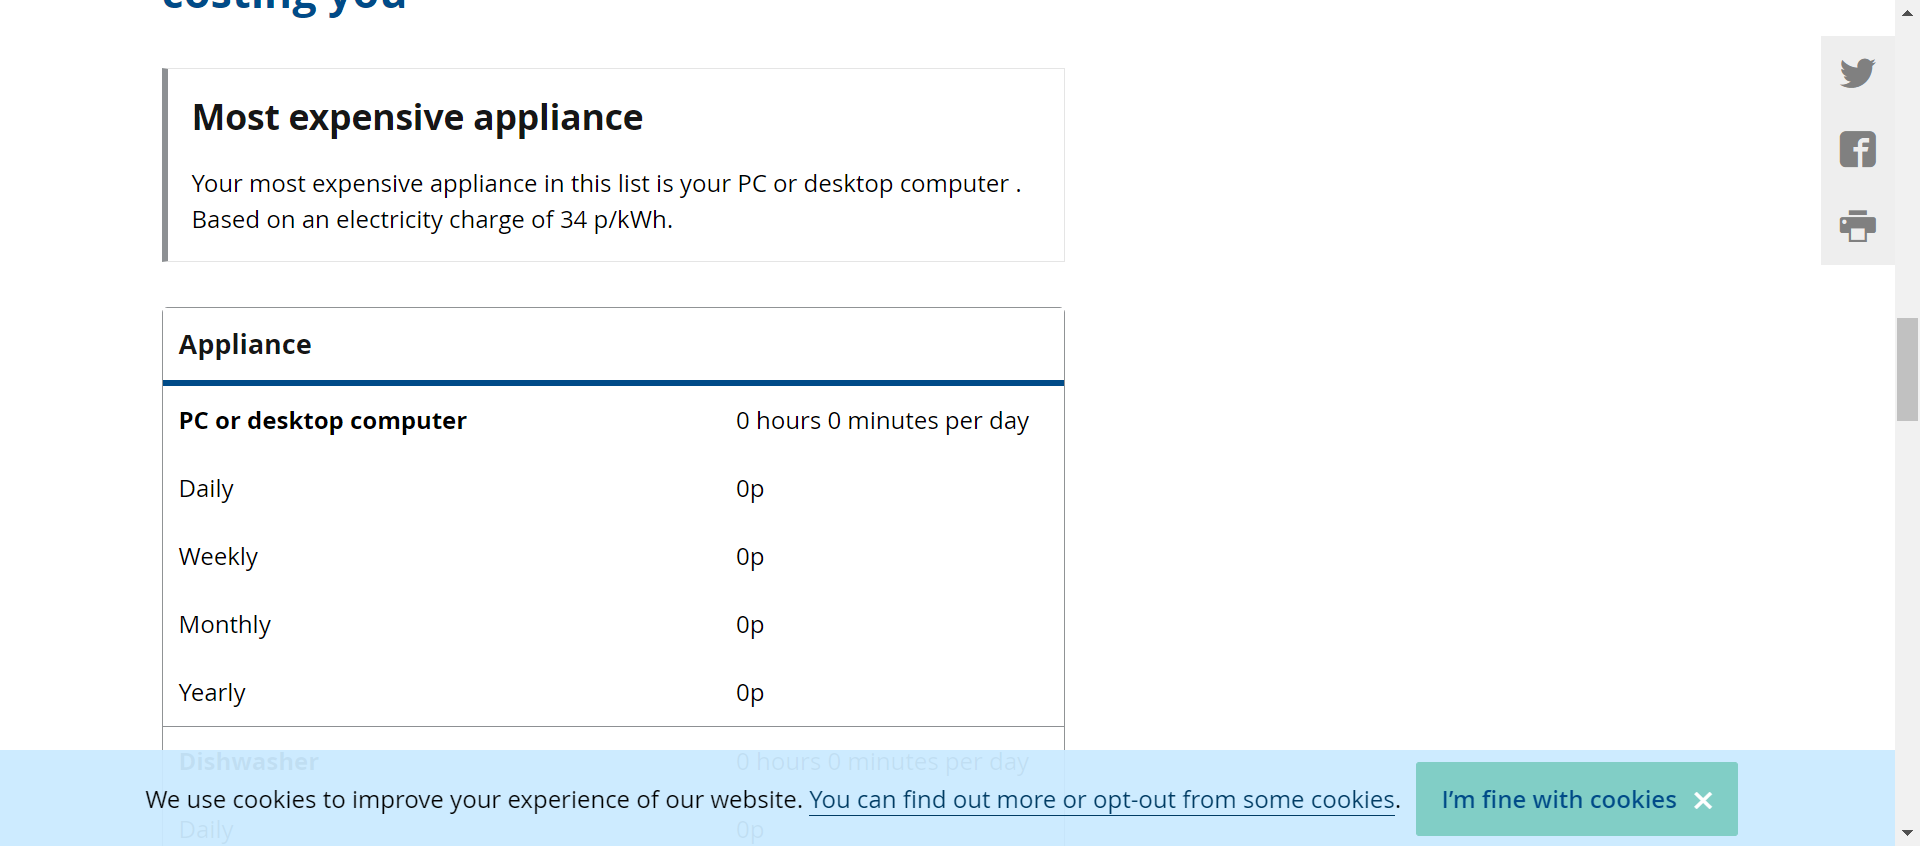 costing you
Most expensive appliance
Your most expensive appliance in this list is your PC or desktop computer .
Based on an electricity charge of 34 p/kWh.
Appliance
PC or desktop computer 0 hours 0 minutes per day
Daily 0p
Weekly 0p
Monthly 0p
Yearly 0p
Dishwasher 0 hours 0 minutes per day
We use cookies to improve your experience of our website. You can find out more or opt-out from some cookies. I’m fine with cookies
Daily 0p